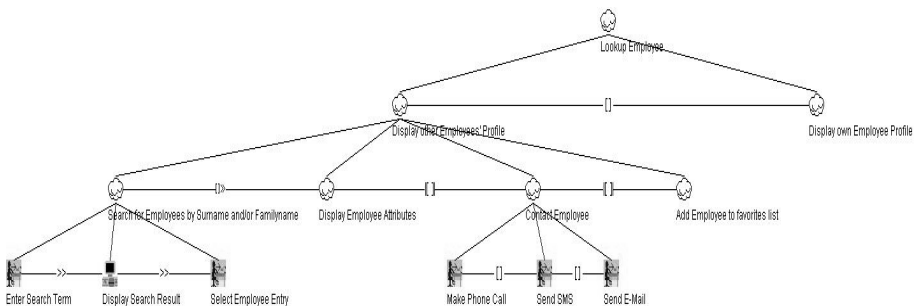 Lookup Employee
[]
Display other Employees' Profile
Display own Employee Profile
[]>>
[]
[]
Search for Employees by Surname and/or Familyname
Display Employee Attributes
Contact Employee
Add Employee to favorites list
>>
>>
[]
[]
Enter Search Term
Display Search Result
Select Employee Entry
Make Phone Call
Send SMS
Send E-Mail